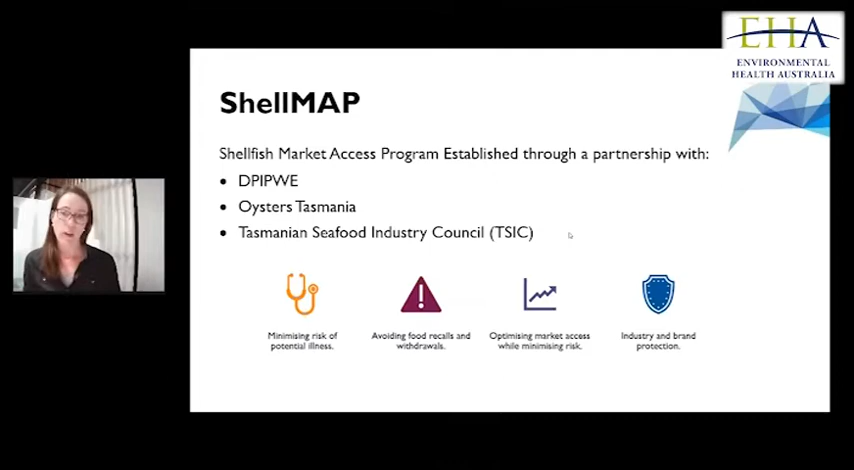 EHA
ENVIRONMENTAL
HEALTH AUSTRALIA
ShellMAP
Shellfish Market Access Program Established through a partnership with:
• DPIPWE
• Oysters Tasmania
• Tasmanian Seafood Industry Council (TSIC)
Minimising risk of
potential illness.
Avoiding food recalls and
withdrawals.
Optimising market access
while minimising risk.
Industry and brand
protection.